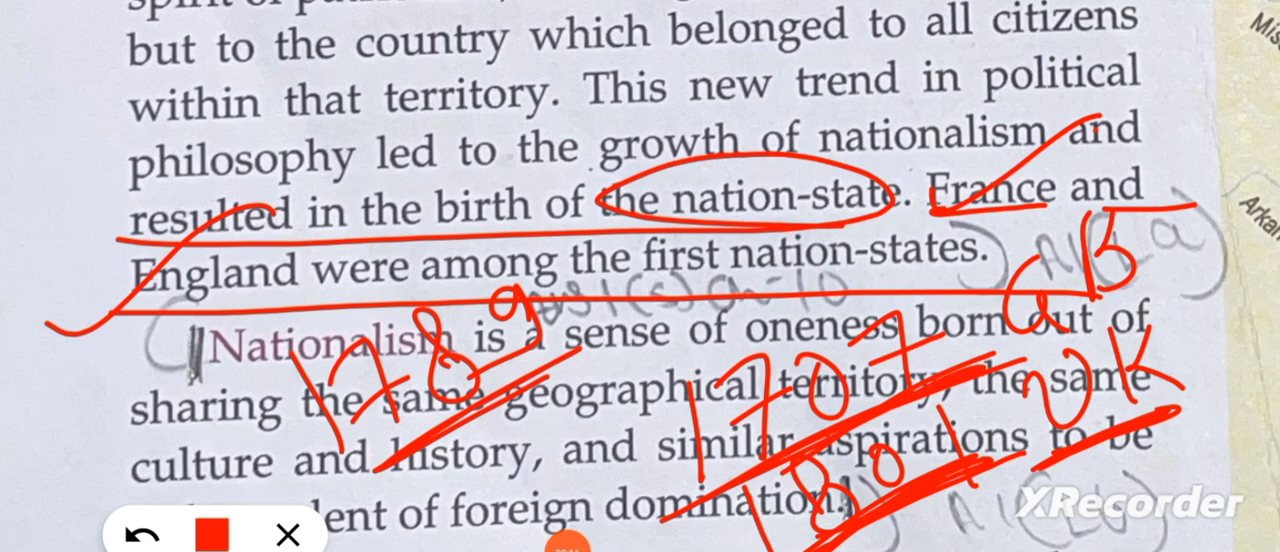 but to the country which belonged to all citizens
within that territory. This new trend in political
philosophy led to the growth of nationalism and
resulted in the birth of the nation-state. France and
England were among the first nation-states.
Nationalism is a sense of oneness born out of
sharing the same geographical territory, the same
culture and history, and similar aspirations to be
ent of foreign domination.
1789
1707
GB
1801
UK
XRecorder